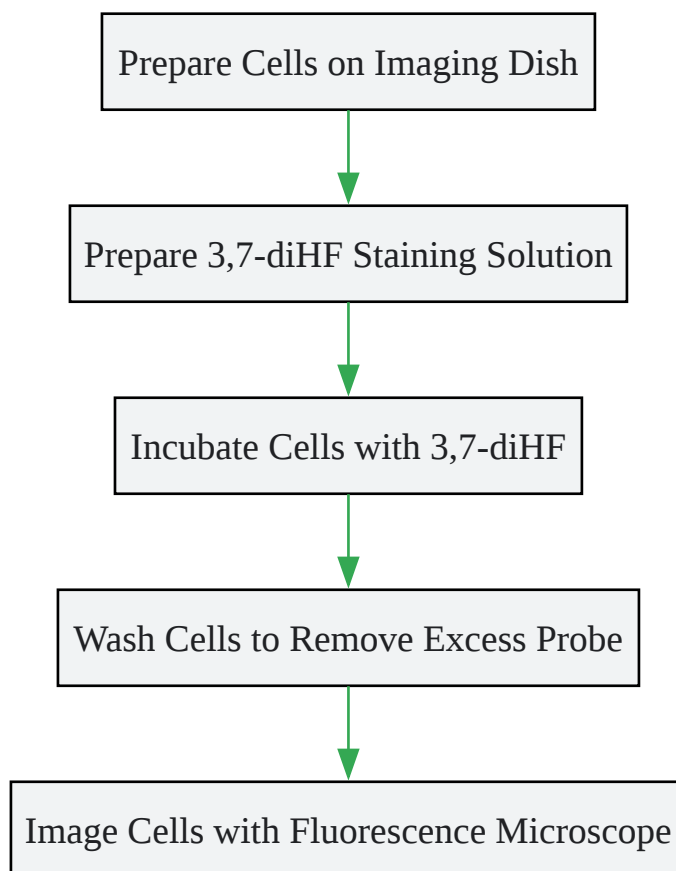 Prepare Cells on Imaging Dish
Prepare 3,7-diHF Staining Solution
Incubate Cells with 3,7-diHF
Wash Cells to Remove Excess Probe
Image Cells with Fluorescence Microscope